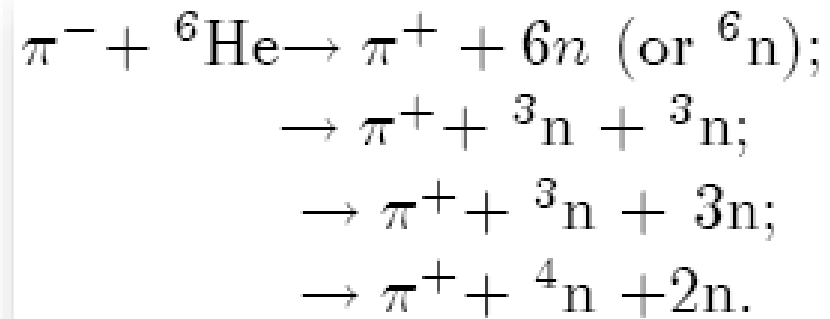 π⁻ + ⁶He→ π⁺ + 6n (or ⁶n);
→ π⁺ + ³n + ³n;
→ π⁺ + ³n + 3n;
→ π⁺ + ⁴n +2n.